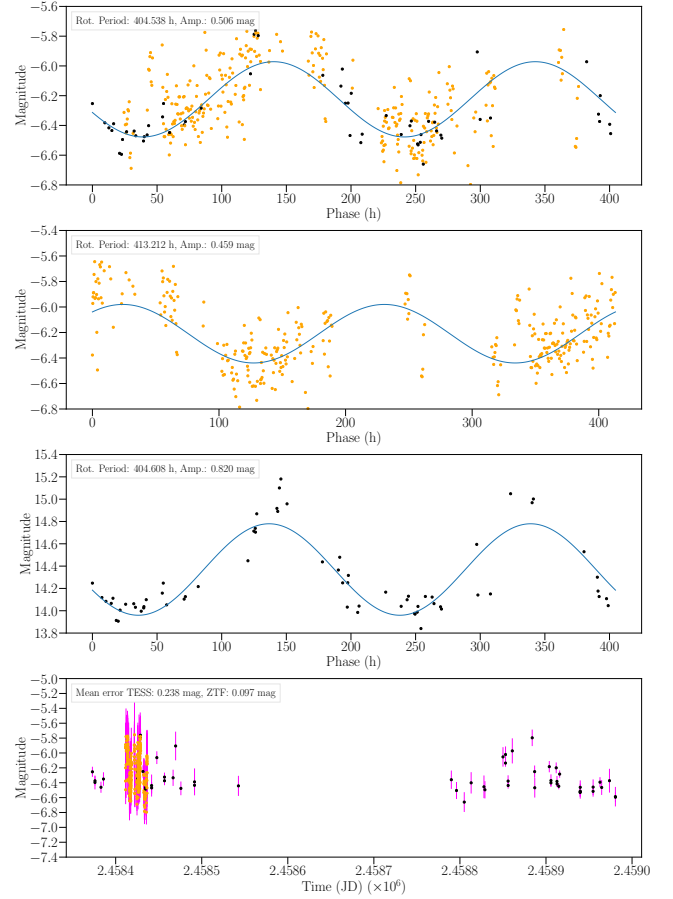 −5.6
Rot. Period: 404.538 h, Amp.: 0.506 mag
−5.8
−6.0
−6.2
−6.4
−6.6
−6.8
Magnitude
0 50 100 150 200 250 300 350 400
Phase (h)
−5.4
Rot. Period: 413.212 h, Amp.: 0.459 mag
−5.6
−5.8
−6.0
−6.2
−6.4
−6.6
−6.8
Magnitude
0 100 200 300 400
Phase (h)
15.4
Rot. Period: 404.608 h, Amp.: 0.820 mag
15.2
15.0
14.8
14.6
14.4
14.2
14.0
13.8
Magnitude
0 50 100 150 200 250 300 350 400
Phase (h)
−5.0
Mean error TESS: 0.238 mag, ZTF: 0.097 mag
−5.2
−5.4
−5.6
−5.8
−6.0
−6.2
−6.4
−6.6
−6.8
−7.0
−7.2
−7.4
Magnitude
2.4584 2.4585 2.4586 2.4587 2.4588 2.4589 2.4590
Time (JD) (×10⁶)